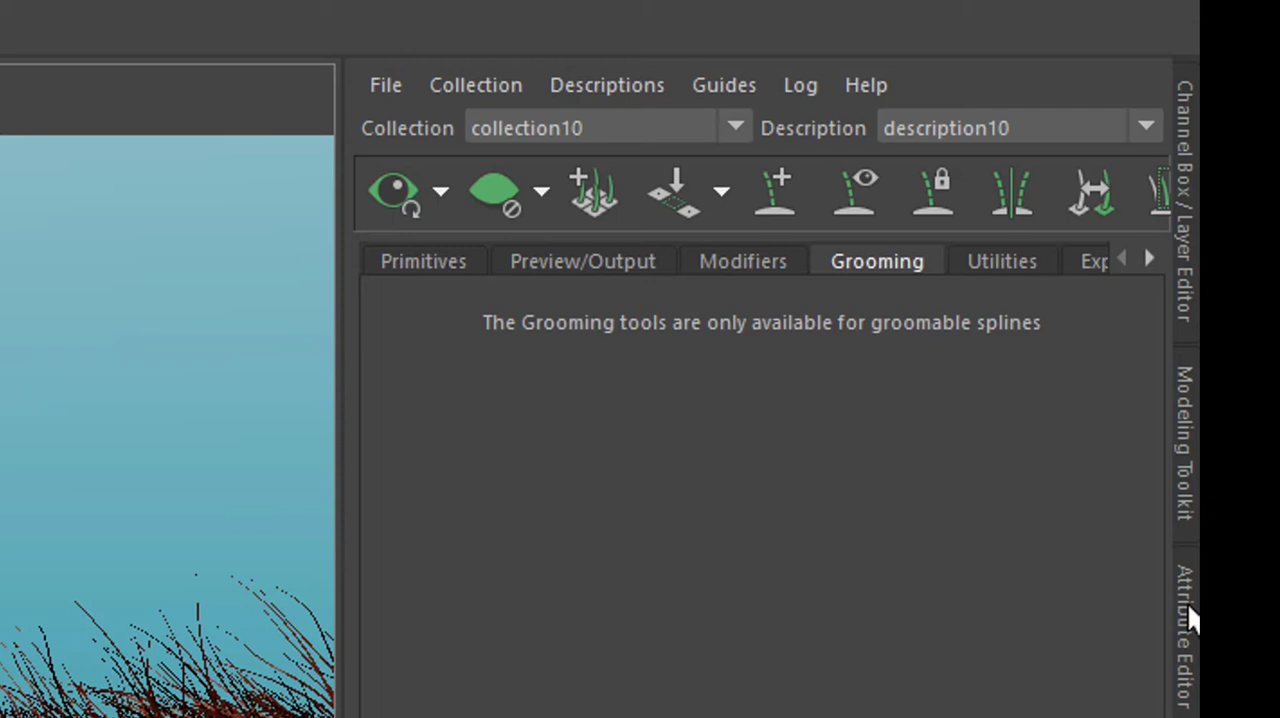 File Collection Descriptions Guides Log Help
Collection collection10 Description description10
Primitives Preview/Output Modifiers Grooming Utilities Exp
The Grooming tools are only available for groomable splines
Channel Box / Layer Editor
Modeling Toolkit
Attribute Editor